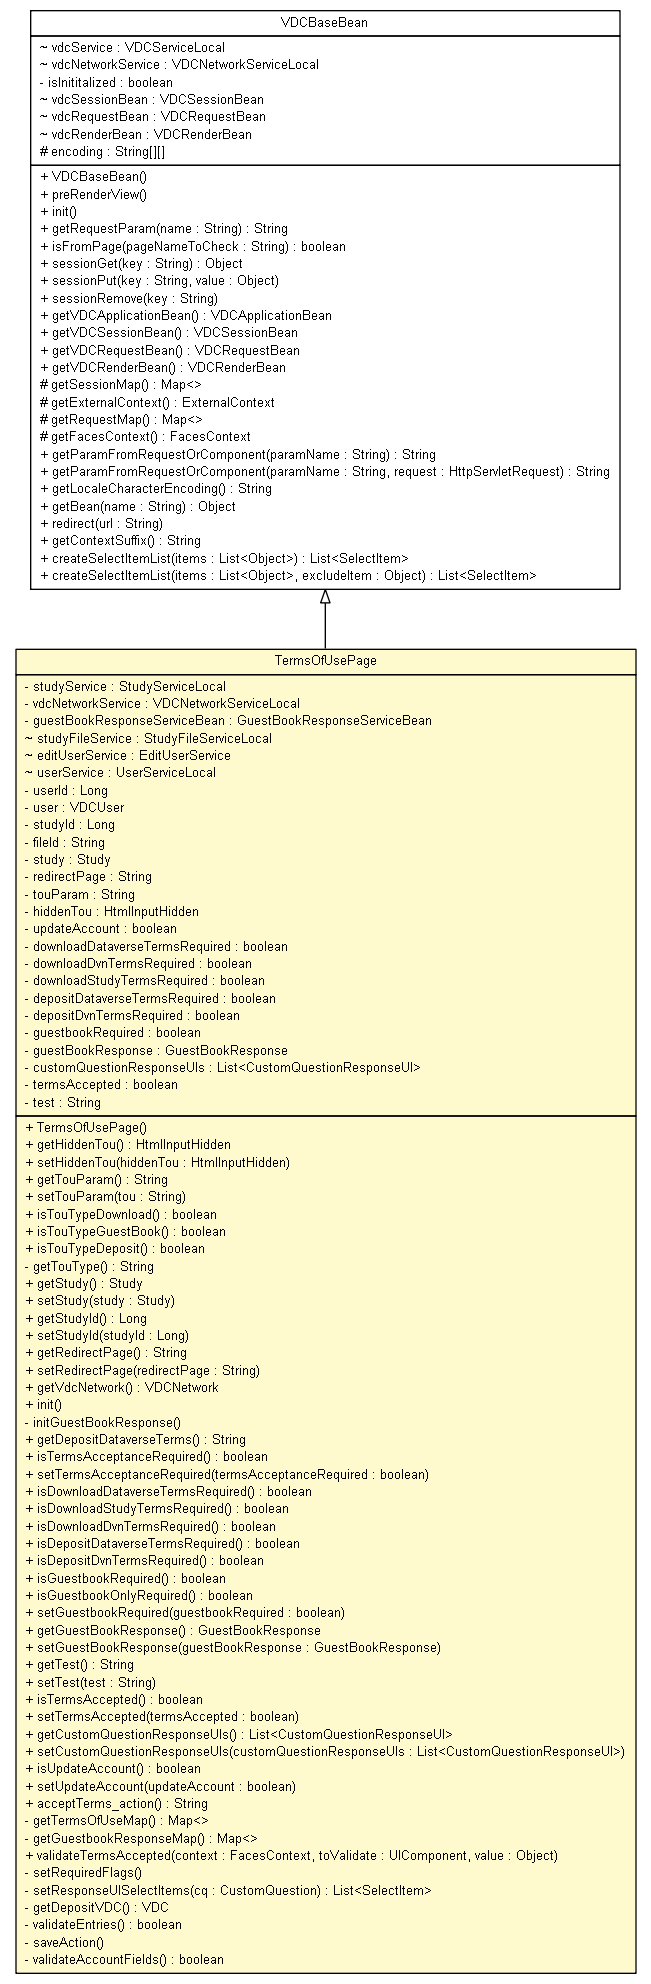 VDCBaseBean
~ vdcService : VDCServiceLocal
~ vdcNetworkService : VDCNetworkServiceLocal
- isInititalized : boolean
~ vdcSessionBean : VDCSessionBean
~ vdcRequestBean : VDCRequestBean
~ vdcRenderBean : VDCRenderBean
# encoding : String[][]
+ VDCBaseBean()
+ preRenderView()
+ init()
+ getRequestParam(name : String) : String
+ isFromPage(pageNameToCheck : String) : boolean
+ sessionGet(key : String) : Object
+ sessionPut(key : String, value : Object)
+ sessionRemove(key : String)
+ getVDCApplicationBean() : VDCApplicationBean
+ getVDCSessionBean() : VDCSessionBean
+ getVDCRequestBean() : VDCRequestBean
+ getVDCRenderBean() : VDCRenderBean
# getSessionMap() : Map<>
# getExternalContext() : ExternalContext
# getRequestMap() : Map<>
# getFacesContext() : FacesContext
+ getParamFromRequestOrComponent(paramName : String) : String
+ getParamFromRequestOrComponent(paramName : String, request : HttpServletRequest) : String
+ getLocaleCharacterEncoding() : String
+ getBean(name : String) : Object
+ redirect(url : String)
+ getContextSuffix() : String
+ createSelectItemList(items : List<Object>) : List<SelectItem>
+ createSelectItemList(items : List<Object>, excludeItem : Object) : List<SelectItem>
TermsOfUsePage
- studyService : StudyServiceLocal
- vdcNetworkService : VDCNetworkServiceLocal
- guestBookResponseServiceBean : GuestBookResponseServiceBean
~ studyFileService : StudyFileServiceLocal
~ editUserService : EditUserService
~ userService : UserServiceLocal
- userId : Long
- user : VDCUser
- studyId : Long
- fileId : String
- study : Study
- redirectPage : String
- touParam : String
- hiddenTou : HtmlInputHidden
- updateAccount : boolean
- downloadDataverseTermsRequired : boolean
- downloadDvnTermsRequired : boolean
- downloadStudyTermsRequired : boolean
- depositDataverseTermsRequired : boolean
- depositDvnTermsRequired : boolean
- guestbookRequired : boolean
- guestBookResponse : GuestBookResponse
- customQuestionResponseUIs : List<CustomQuestionResponseUI>
- termsAccepted : boolean
- test : String
+ TermsOfUsePage()
+ getHiddenTou() : HtmlInputHidden
+ setHiddenTou(hiddenTou : HtmlInputHidden)
+ getTouParam() : String
+ setTouParam(tou : String)
+ isTouTypeDownload() : boolean
+ isTouTypeGuestBook() : boolean
+ isTouTypeDeposit() : boolean
- getTouType() : String
+ getStudy() : Study
+ setStudy(study : Study)
+ getStudyId() : Long
+ setStudyId(studyId : Long)
+ getRedirectPage() : String
+ setRedirectPage(redirectPage : String)
+ getVdcNetwork() : VDCNetwork
+ init()
- initGuestBookResponse()
+ getDepositDataverseTerms() : String
+ isTermsAcceptanceRequired() : boolean
+ setTermsAcceptanceRequired(termsAcceptanceRequired : boolean)
+ isDownloadDataverseTermsRequired() : boolean
+ isDownloadStudyTermsRequired() : boolean
+ isDownloadDvnTermsRequired() : boolean
+ isDepositDataverseTermsRequired() : boolean
+ isDepositDvnTermsRequired() : boolean
+ isGuestbookRequired() : boolean
+ isGuestbookOnlyRequired() : boolean
+ setGuestbookRequired(guestbookRequired : boolean)
+ getGuestBookResponse() : GuestBookResponse
+ setGuestBookResponse(guestBookResponse : GuestBookResponse)
+ getTest() : String
+ setTest(test : String)
+ isTermsAccepted() : boolean
+ setTermsAccepted(termsAccepted : boolean)
+ getCustomQuestionResponseUIs() : List<CustomQuestionResponseUI>
+ setCustomQuestionResponseUIs(customQuestionResponseUIs : List<CustomQuestionResponseUI>)
+ isUpdateAccount() : boolean
+ setUpdateAccount(updateAccount : boolean)
+ acceptTerms_action() : String
- getTermsOfUseMap() : Map<>
- getGuestbookResponseMap() : Map<>
+ validateTermsAccepted(context : FacesContext, toValidate : UIComponent, value : Object)
- setRequiredFlags()
- setResponseUISelectItems(cq : CustomQuestion) : List<SelectItem>
- getDepositVDC() : VDC
- validateEntries() : boolean
- saveAction()
- validateAccountFields() : boolean